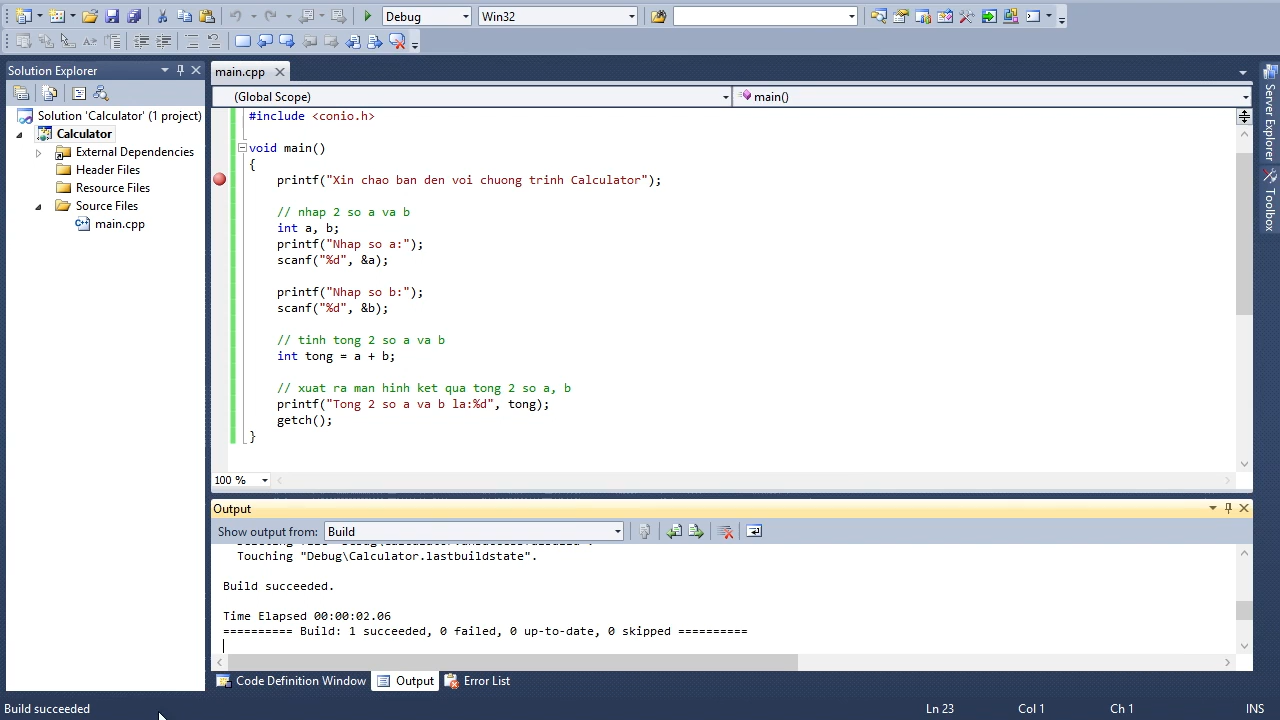 Debug
Win32
Solution Explorer
Solution 'Calculator' (1 project)
Calculator
External Dependencies
Header Files
Resource Files
Source Files
main.cpp
main.cpp
(Global Scope)
main()
#include <conio.h>
void main()
{
printf("Xin chao ban den voi chuong trinh Calculator");
// nhap 2 so a va b
int a, b;
printf("Nhap so a:");
scanf("%d", &a);
printf("Nhap so b:");
scanf("%d", &b);
// tinh tong 2 so a va b
int tong = a + b;
// xuat ra man hinh ket qua tong 2 so a, b
printf("Tong 2 so a va b la:%d", tong);
getch();
}
100 %
Server Explorer
Toolbox
Output
Show output from: Build
Touching "Debug\Calculator.lastbuildstate".
Build succeeded.
Time Elapsed 00:00:02.06
========== Build: 1 succeeded, 0 failed, 0 up-to-date, 0 skipped ==========
Code Definition Window
Output
Error List
Build succeeded
Ln 23
Col 1
Ch 1
INS